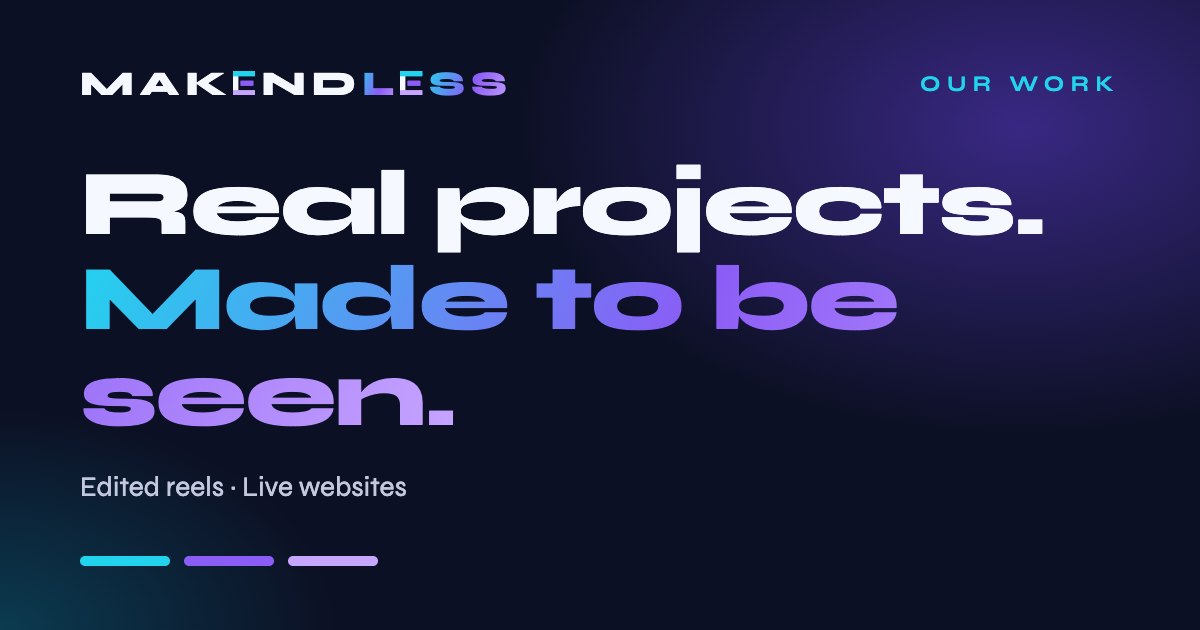 MAKENDLESS
OUR WORK
Real projects.
Made to be
seen.
Edited reels · Live websites